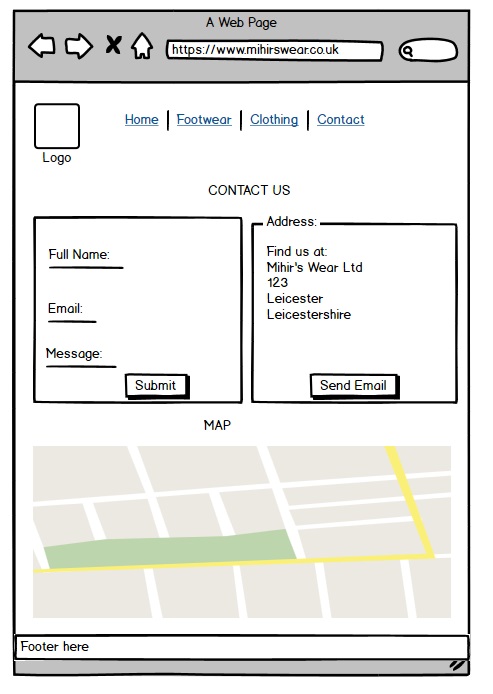 A Web Page
https://www.mihirswear.co.uk
Logo
Home Footwear Clothing Contact
CONTACT US
Full Name:
Email:
Message:
Submit
Address:
Find us at:
Mihir's Wear Ltd
123
Leicester
Leicestershire
Send Email
MAP
Footer here